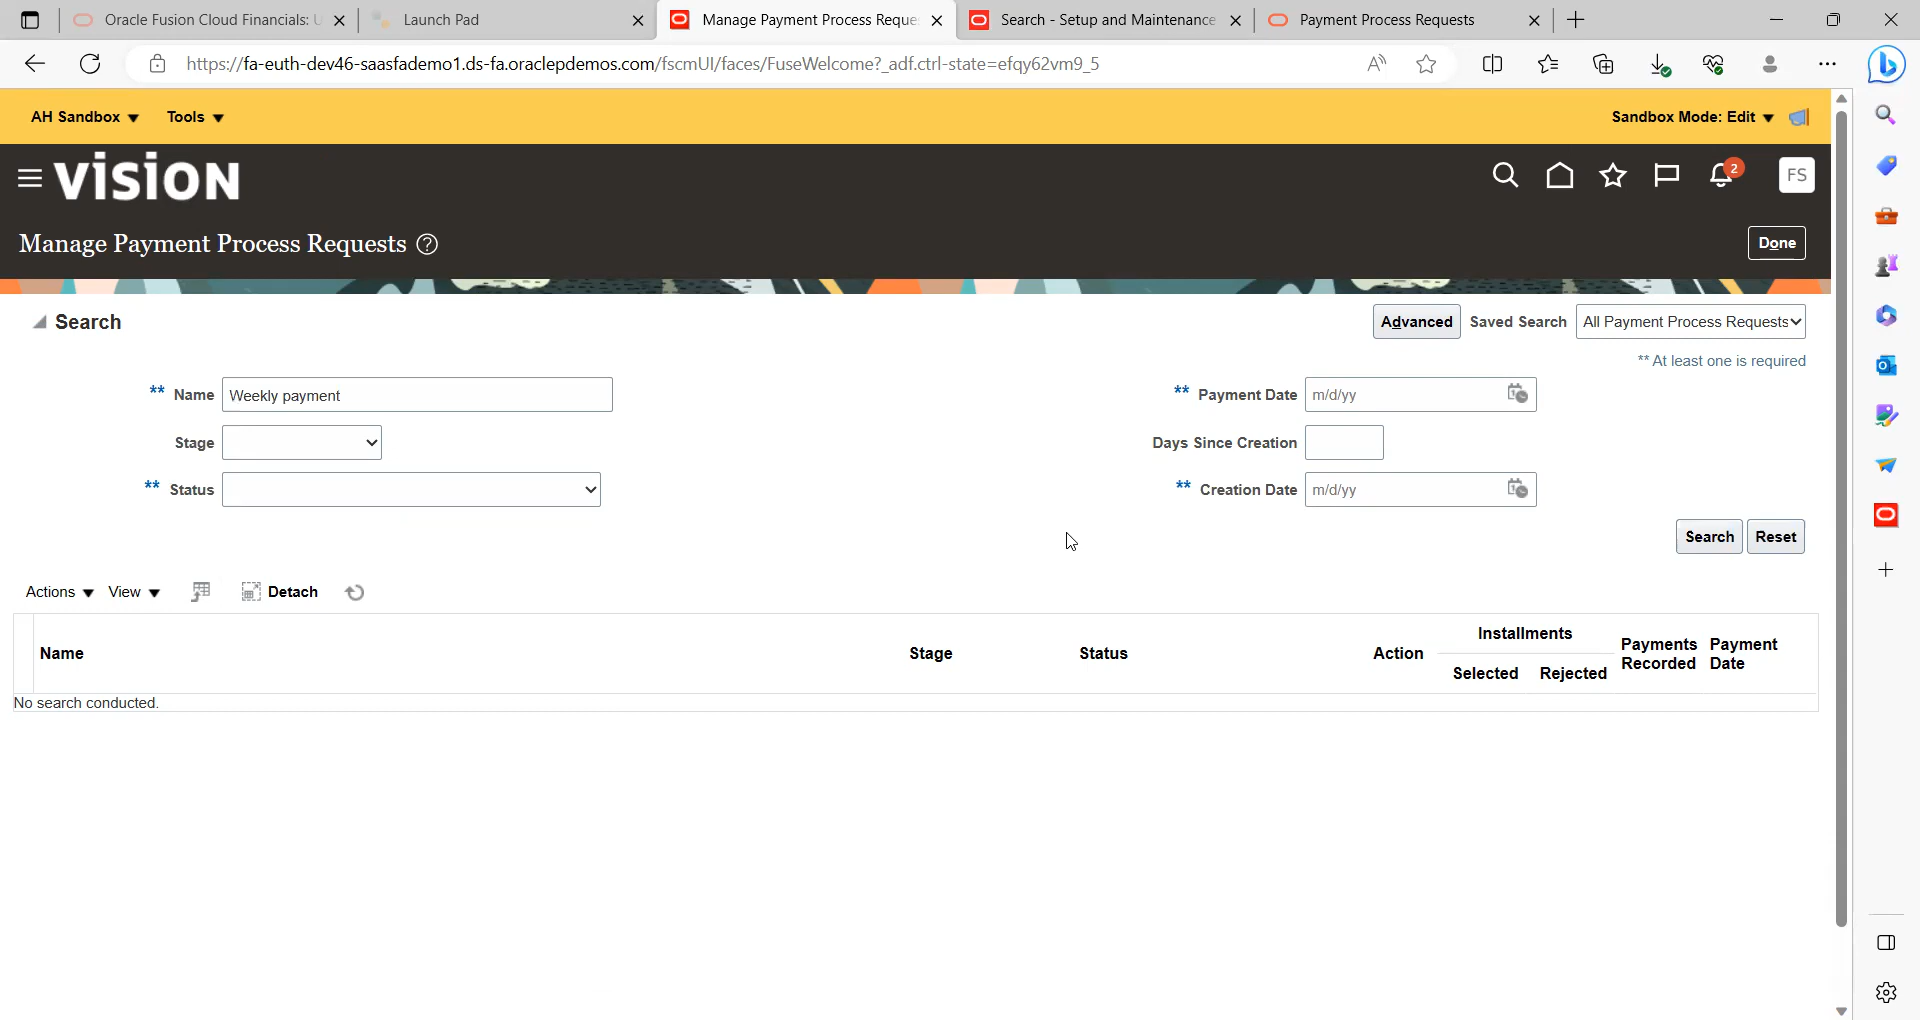 Oracle Fusion Cloud Financials: U
Launch Pad
Manage Payment Process Reque
Search - Setup and Maintenance
Payment Process Requests
https://fa-euth-dev46-saasfademo1.ds-fa.oraclepdemos.com/fscmUI/faces/FuseWelcome?_adf.ctrl-state=efqy62vm9_5
AH Sandbox
Tools
Sandbox Mode: Edit
VISION
2
FS
Manage Payment Process Requests
Done
Search
Advanced
Saved Search
All Payment Process Requests
** At least one is required
** Name Weekly payment
** Payment Date m/d/yy
Stage
Days Since Creation
** Status
** Creation Date m/d/yy
Search
Reset
Actions
View
Detach
Name
Stage
Status
Action
Installments
Selected
Rejected
Payments Recorded
Payment Date
No search conducted.